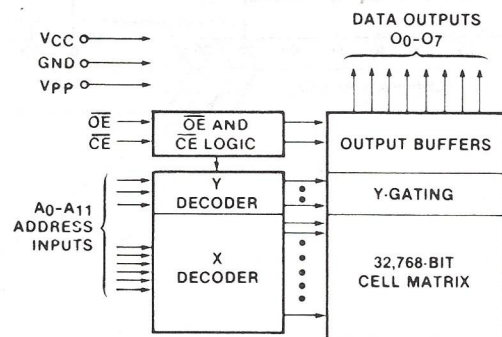 DATA OUTPUTS
O0-O7
VCC
GND
VPP
OE
CE
OE AND
CE LOGIC
OUTPUT BUFFERS
Y
DECODER
Y-GATING
A0-A11
ADDRESS
INPUTS
X
DECODER
32,768-BIT
CELL MATRIX